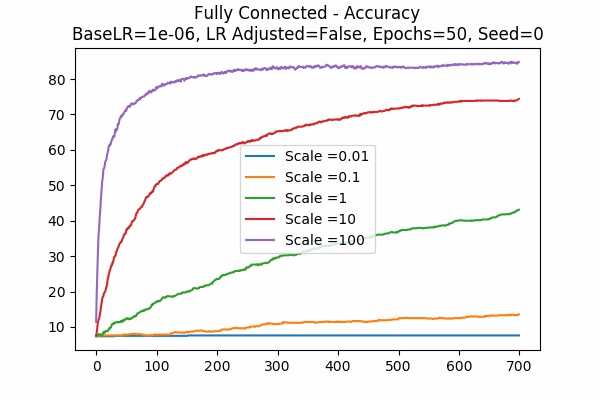 Fully Connected - Accuracy
BaseLR=1e-06, LR Adjusted=False, Epochs=50, Seed=0
80
70
60
50
40
30
20
10
Scale =0.01
Scale =0.1
Scale =1
Scale =10
Scale =100
0 100 200 300 400 500 600 700